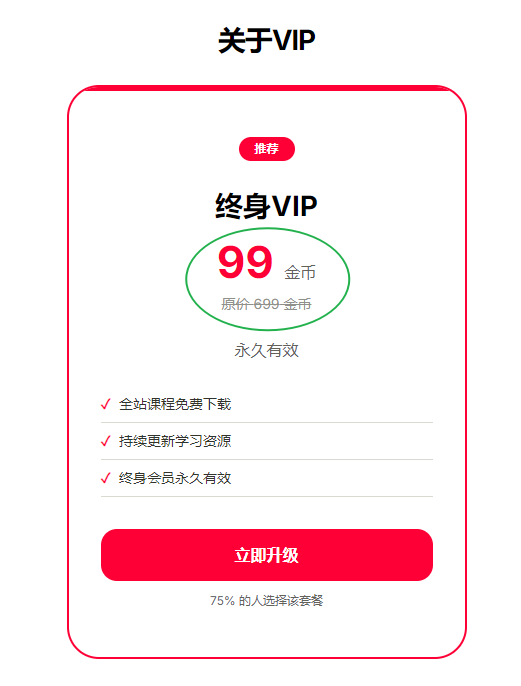 关于VIP
推荐
终身VIP
99 金币
原价 699 金币
永久有效
✓ 全站课程免费下载
✓ 持续更新学习资源
✓ 终身会员永久有效
立即升级
75% 的人选择该套餐